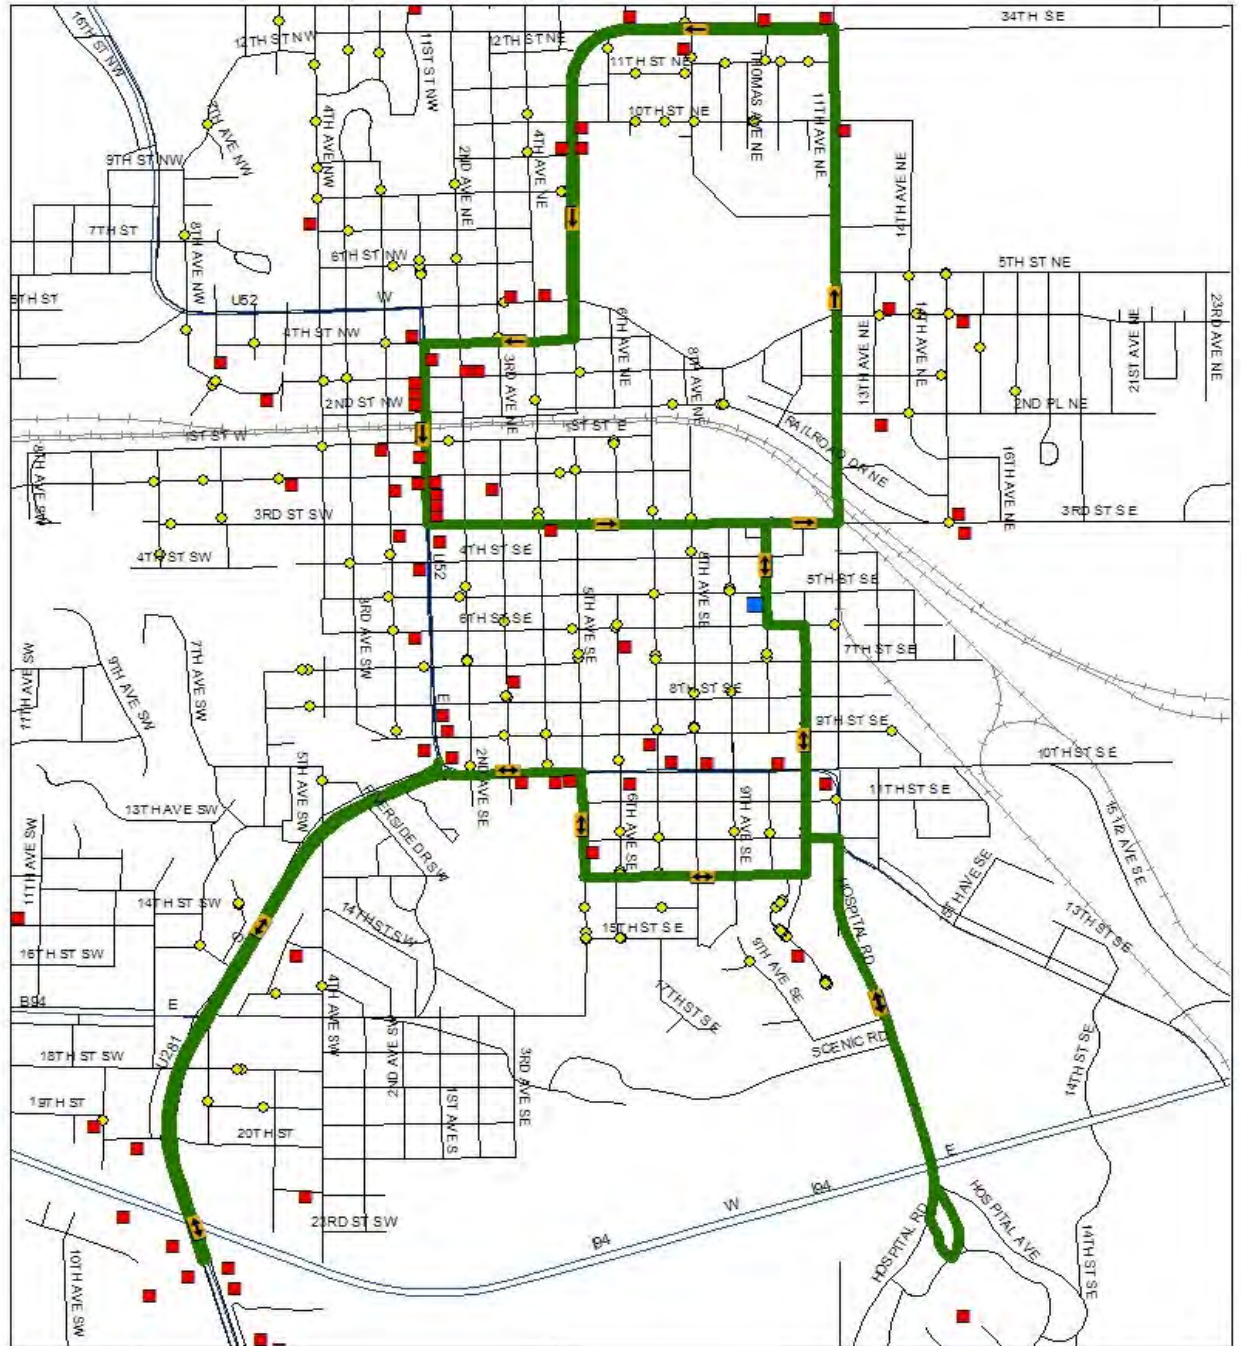 16TH ST NW
12TH ST NW
11ST ST NW
12TH ST NE
34TH SE
11TH ST NE
THOMAS AVE NE
10TH ST NE
11TH AVE NE
7TH AVE NW
4TH AVE NW
4TH AVE NE
2ND AVE NE
9TH ST NW
14TH AVE NE
7TH ST
8TH AVE NW
6TH ST NW
5TH ST NE
5TH ST
U52
W
4TH ST NW
6TH AVE NE
8TH AVE NE
3RD AVE NE
13TH AVE NE
21ST AVE NE
23RD AVE NE
2ND ST NW
2ND PL NE
1ST ST W
1ST ST E
RAILROAD DR NE
8TH AVE SW
16TH AVE NE
3RD ST SW
3RD ST SE
4TH ST SW
4TH ST SE
U52
5TH ST SE
8TH AVE SE
3RD AVE SW
6TH ST SE
5TH AVE SE
7TH ST SE
9TH AVE SW
7TH AVE SW
8TH ST SE
E
9TH ST SE
10TH ST SE
5TH AVE SW
2ND AVE SE
11TH ST SE
13TH AVE SW
RIVERSIDE DR SW
6TH AVE SE
9TH AVE SE
15 1/2 AVE SE
11TH AVE SW
14TH ST SW
14TH ST SW
HOSPITAL RD
13TH ST SE
15TH ST SE
16TH ST SW
9TH AVE SE
17TH ST SE
B94
E
4TH AVE SW
SCENIC RD
18TH ST SW
U281
2ND AVE SW
3RD AVE SE
14TH ST SE
19TH ST
20TH ST
1ST AVE S
E
I94
W
HOSPITAL AVE
23RD ST SW
I94
HOSPITAL RD
14TH ST SE
10TH AVE SW